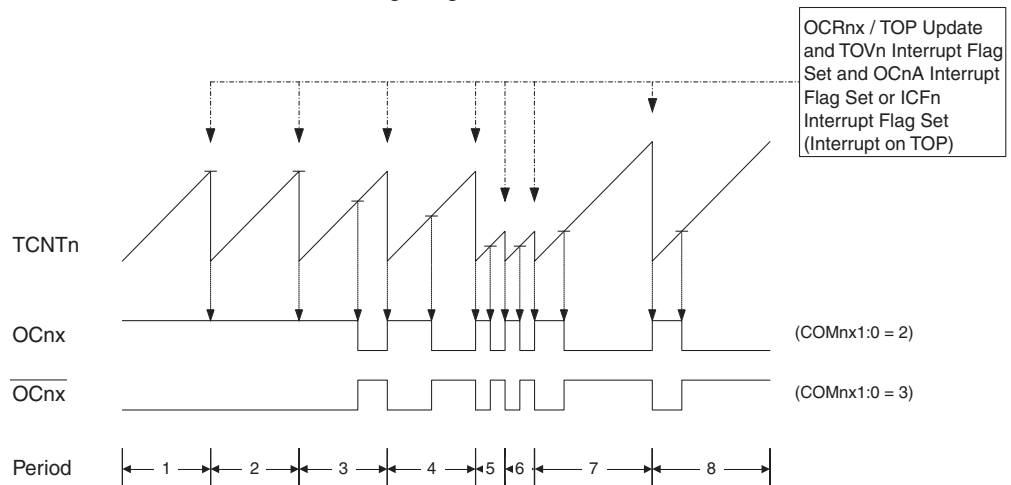 OCRnx / TOP Update
and TOVn Interrupt Flag
Set and OCnA Interrupt
Flag Set or ICFn
Interrupt Flag Set
(Interrupt on TOP)
TCNTn
OCnx
(COMnx1:0 = 2)
OCnx
(COMnx1:0 = 3)
Period
1 2 3 4 5 6 7 8